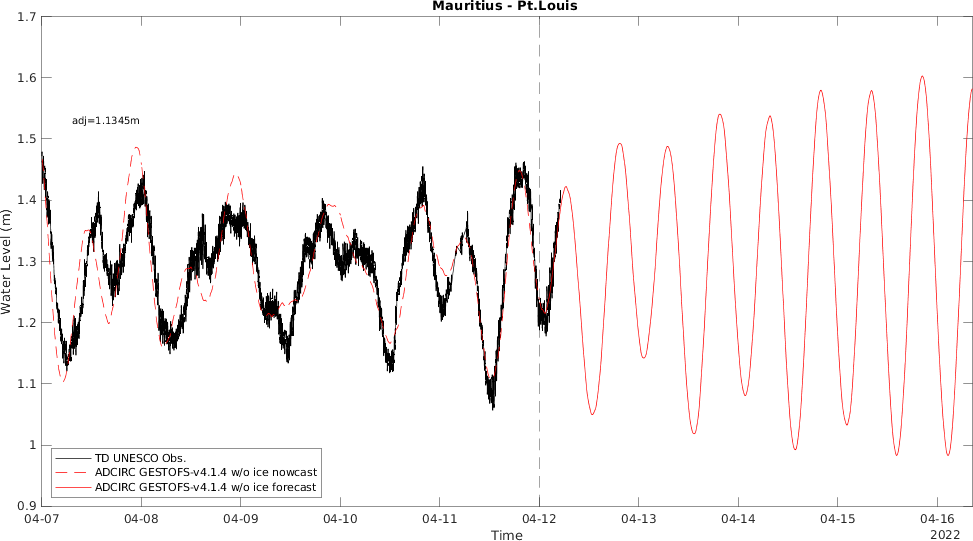 Mauritius - Pt.Louis
1.7
1.6
1.5
1.4
1.3
1.2
1.1
1
0.9
Water Level (m)
adj=1.1345m
TD UNESCO Obs.
ADCIRC GESTOFS-v4.1.4 w/o ice nowcast
ADCIRC GESTOFS-v4.1.4 w/o ice forecast
04-07 04-08 04-09 04-10 04-11 04-12 04-13 04-14 04-15 04-16
Time
2022